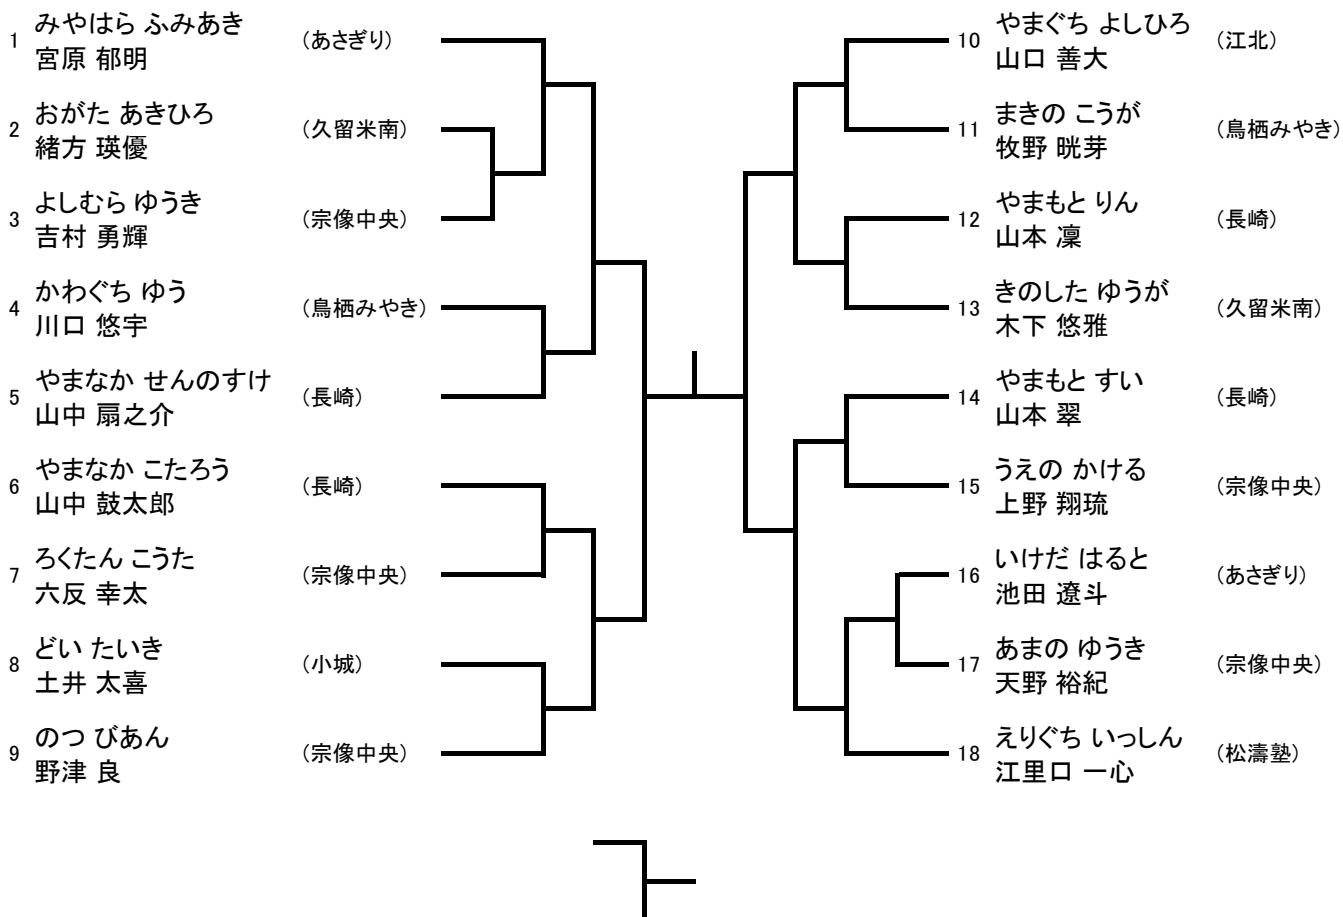 みやはら ふみあき
1 宮原 郁明 (あさぎり)
おがた あきひろ
2 緒方 瑛優 (久留米南)
よしむら ゆうき
3 吉村 勇輝 (宗像中央)
かわぐち ゆう
4 川口 悠宇 (鳥栖みやき)
やまなか せんのすけ
5 山中 扇之介 (長崎)
やまなか こたろう
6 山中 鼓太郎 (長崎)
ろくたん こうた
7 六反 幸太 (宗像中央)
どい たいき
8 土井 太喜 (小城)
のつ びあん
9 野津 良 (宗像中央)
やまぐち よしひろ
10 山口 善大 (江北)
まきの こうが
11 牧野 晄芽 (鳥栖みやき)
やまもと りん
12 山本 凜 (長崎)
きのした ゆうが
13 木下 悠雅 (久留米南)
やまもと すい
14 山本 翠 (長崎)
うえの かける
15 上野 翔琉 (宗像中央)
いけだ はると
16 池田 遼斗 (あさぎり)
あまの ゆうき
17 天野 裕紀 (宗像中央)
えりぐち いっしん
18 江里口 一心 (松濤塾)